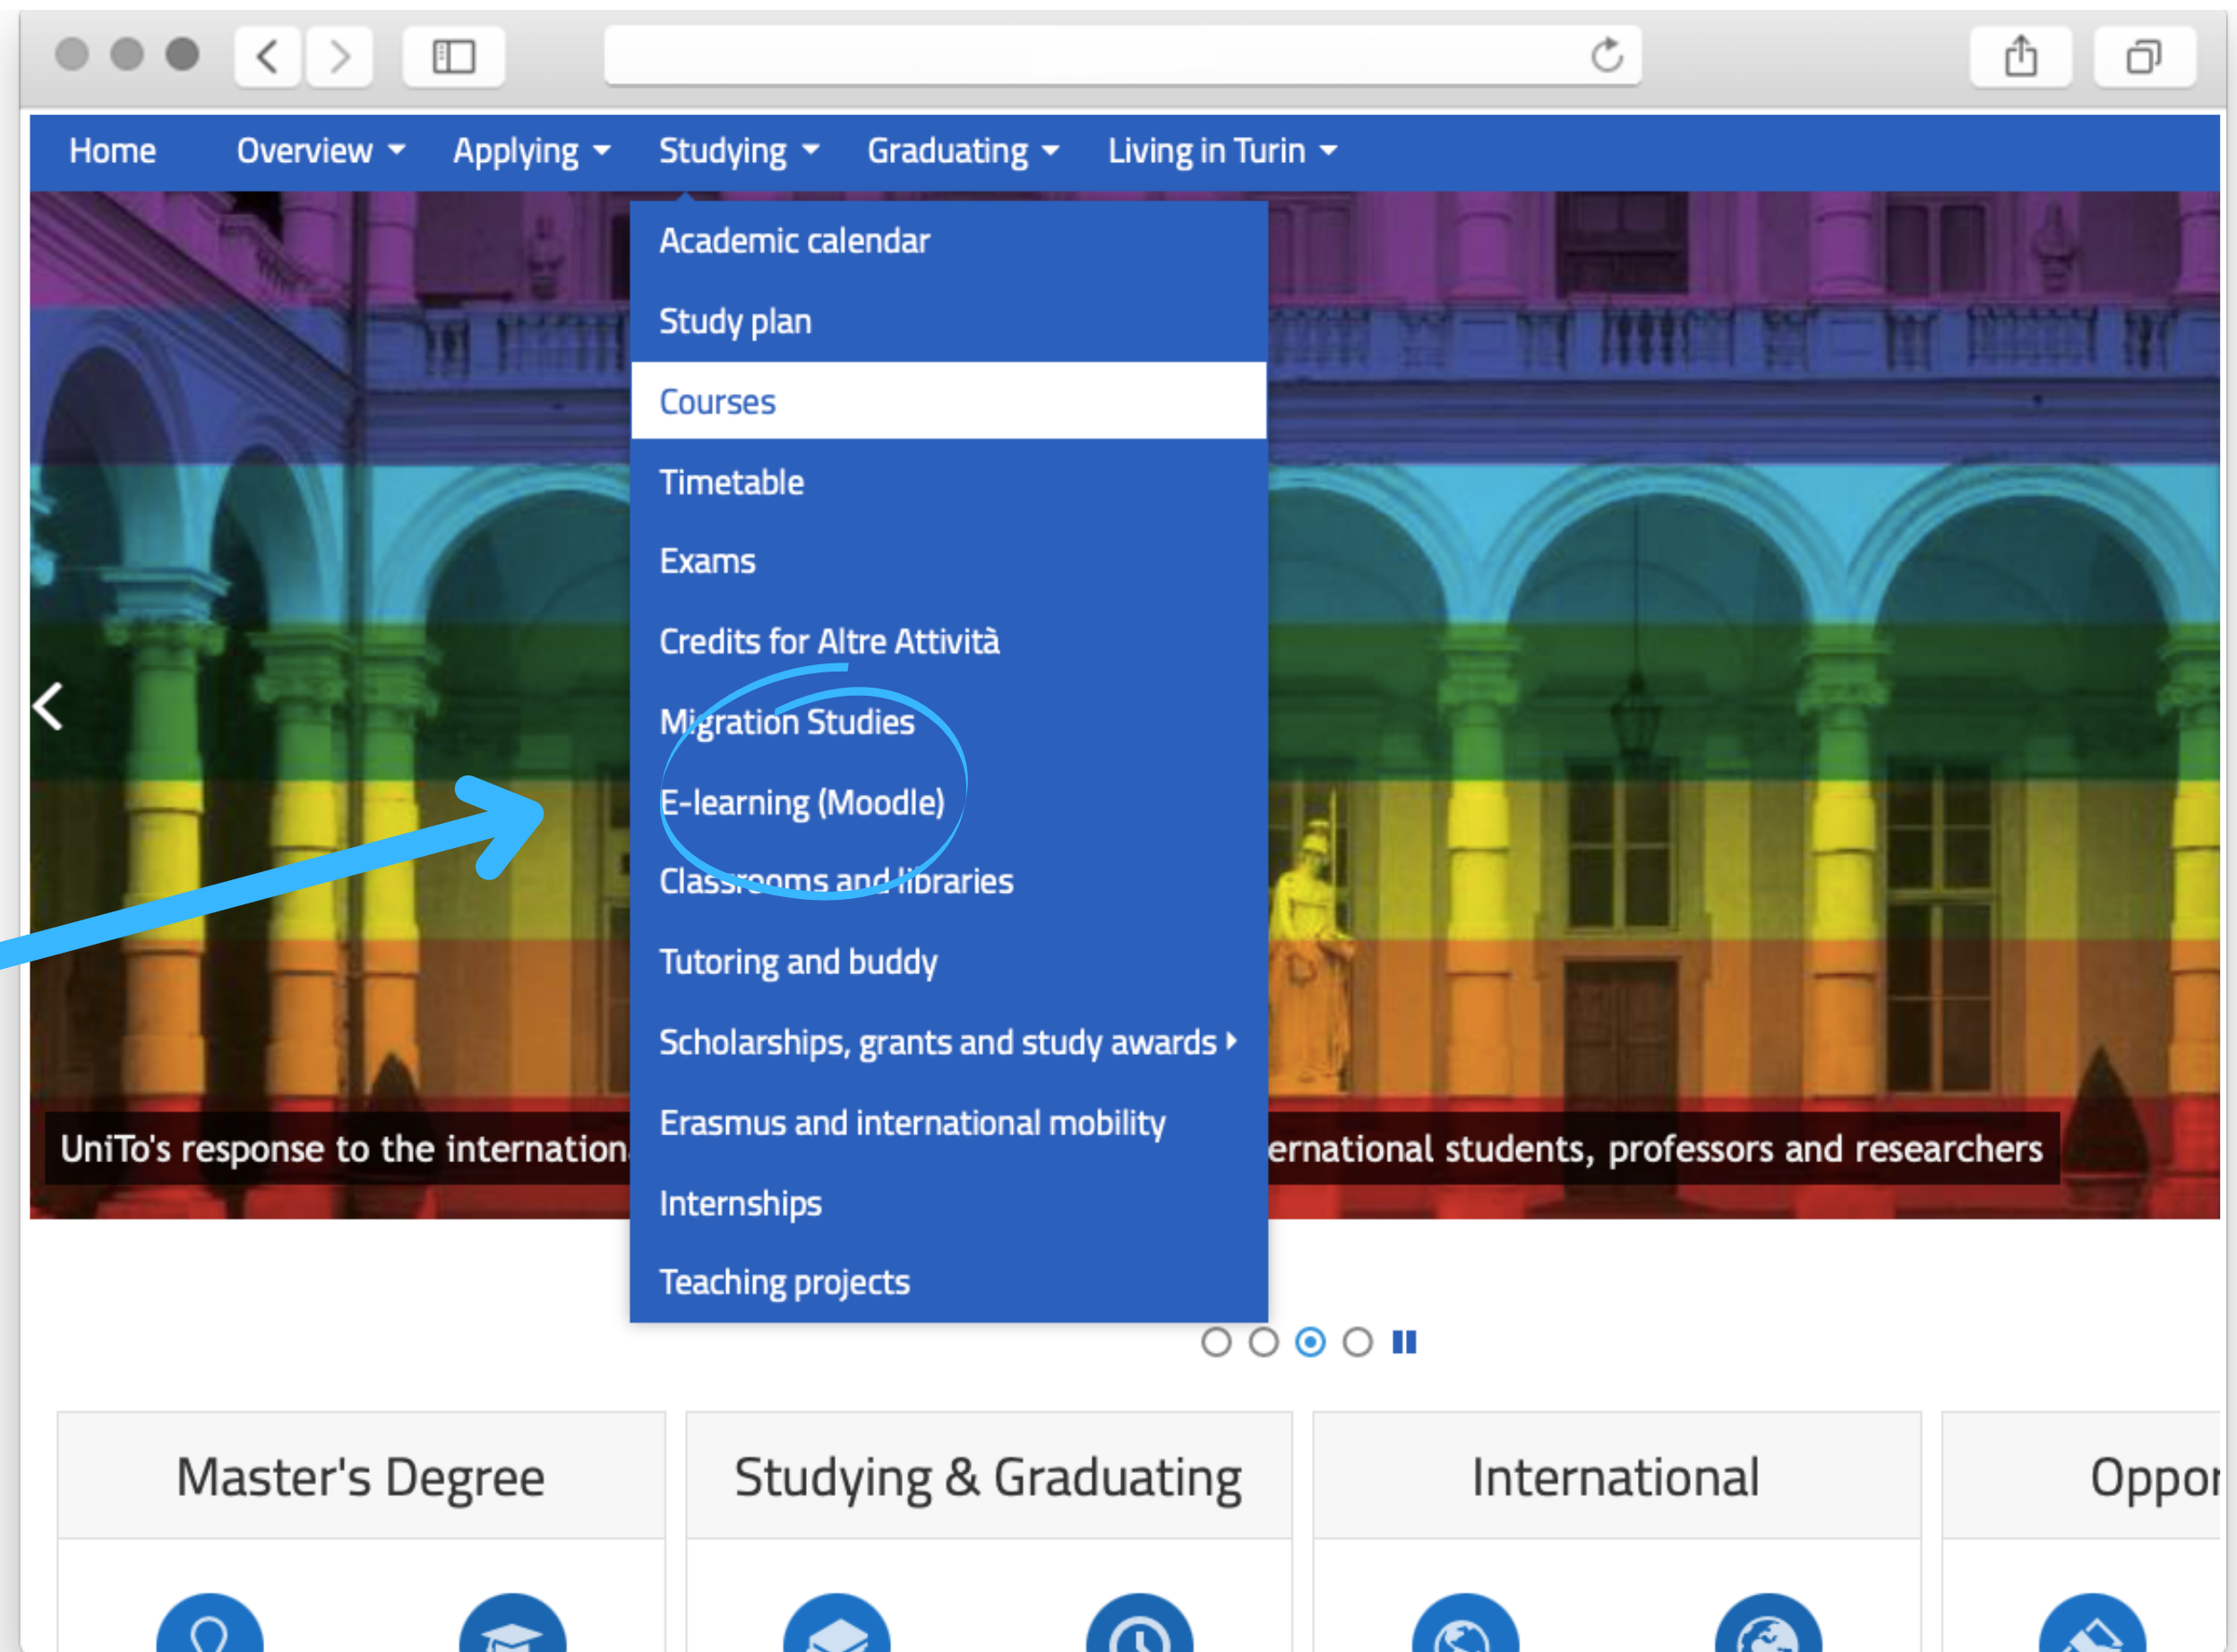 Home Overview Applying Studying Graduating Living in Turin
Academic calendar
Study plan
Courses
Timetable
Exams
Credits for Altre Attività
Migration Studies
E-learning (Moodle)
Classrooms and libraries
Tutoring and buddy
Scholarships, grants and study awards
Erasmus and international mobility
Internships
Teaching projects
UniTo's response to the internation
ernational students, professors and researchers
Master's Degree
Studying & Graduating
International
Oppor